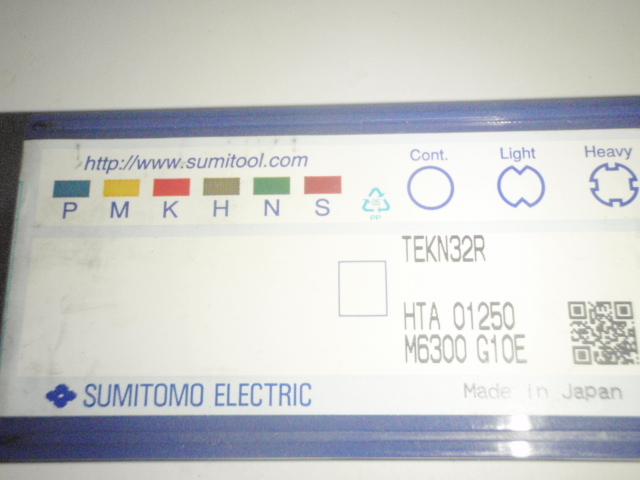 http://www.sumitool.com
Cont. Light Heavy
P M K H N S
PP
TEKN32R
HTA 01250
M6300 G10E
SUMITOMO ELECTRIC
Made in Japan